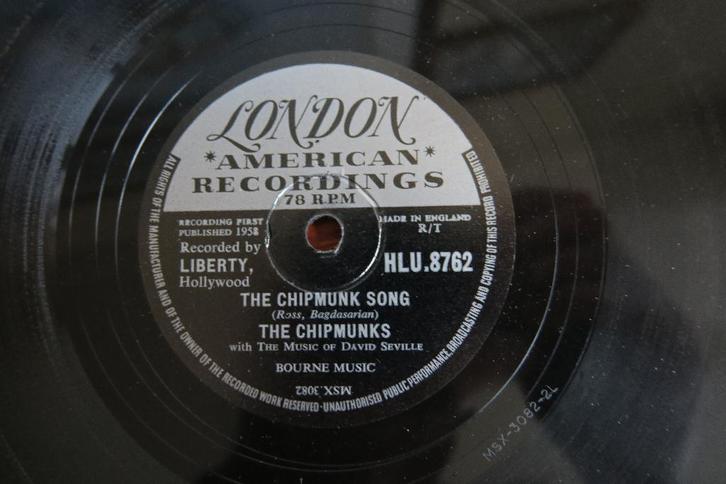 LONDON
*AMERICAN*
RECORDINGS
78 RPM
RECORDING FIRST
PUBLISHED 1958
MADE IN ENGLAND
R/T
Recorded by
LIBERTY,
Hollywood
HLU.8762
THE CHIPMUNK SONG
(Ross, Bagdasarian)
THE CHIPMUNKS
with THE MUSIC OF DAVID SEVILLE
BOURNE MUSIC
MSX.3082
ALL RIGHTS OF THE MANUFACTURER AND OF THE OWNER OF THE RECORDED WORK RESERVED-UNAUTHORISED PUBLIC PERFORMANCE, BROADCASTING AND COPYING OF THIS RECORD PROHIBITED
MSX-3082-2L